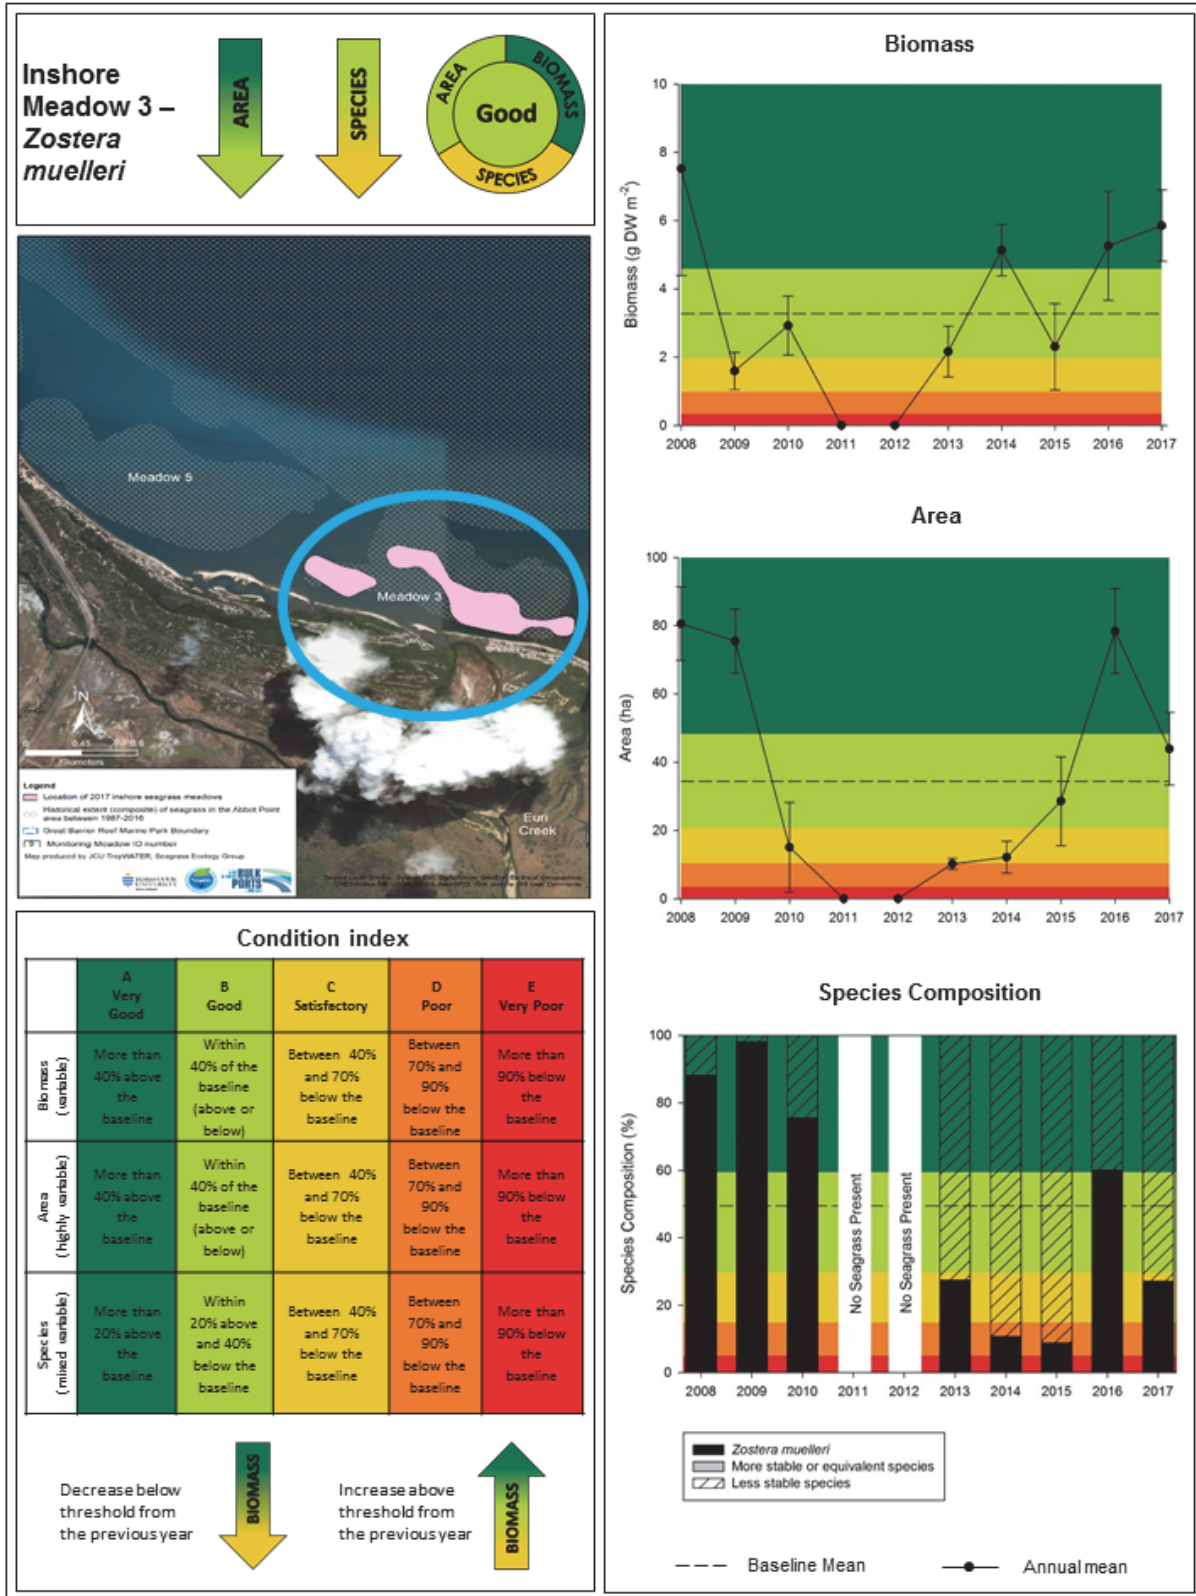 Inshore
Meadow 3 –
Zostera
muelleri
AREA
SPECIES
AREA
BIOMASS
SPECIES
Good
Meadow 5
Meadow 3
N
0 0.45 0.9
Kilometers
Euri
Creek
Legend
Location of 2017 inshore seagrass meadows
Historical extent (composite) of seagrass in the Abbot Point
area between 1987-2016
Great Barrier Reef Marine Park Boundary
Monitoring Meadow ID number
Map produced by JCU TropWATER, Seagrass Ecology Group
JAMES COOK
UNIVERSITY
BULK
PORTS
Condition index
A
Very
Good
B
Good
C
Satisfactory
D
Poor
E
Very Poor
Biomass
(variable)
More than
40% above
the
baseline
Within
40% of the
baseline
(above or
below)
Between 40%
and 70%
below the
baseline
Between
70% and
90%
below the
baseline
More than
90% below
the
baseline
Area
(highly variable)
More than
40% above
the
baseline
Within
40% of the
baseline
(above or
below)
Between 40%
and 70%
below the
baseline
Between
70% and
90%
below the
baseline
More than
90% below
the
baseline
Species
(mixed variable)
More than
20% above
the
baseline
Within
20% above
and 40%
below the
baseline
Between 40%
and 70%
below the
baseline
Between
70% and
90%
below the
baseline
More than
90% below
the
baseline
Decrease below
threshold from
the previous year
BIOMASS
Increase above
threshold from
the previous year
BIOMASS
Biomass
Biomass (g DW m⁻²)
10
8
6
4
2
0
2008 2009 2010 2011 2012 2013 2014 2015 2016 2017
Area
Area (ha)
100
80
60
40
20
0
2008 2009 2010 2011 2012 2013 2014 2015 2016 2017
Species Composition
Species Composition (%)
100
80
60
40
20
0
No Seagrass Present
No Seagrass Present
2008 2009 2010 2011 2012 2013 2014 2015 2016 2017
Zostera muelleri
More stable or equivalent species
Less stable species
Baseline Mean
Annual mean